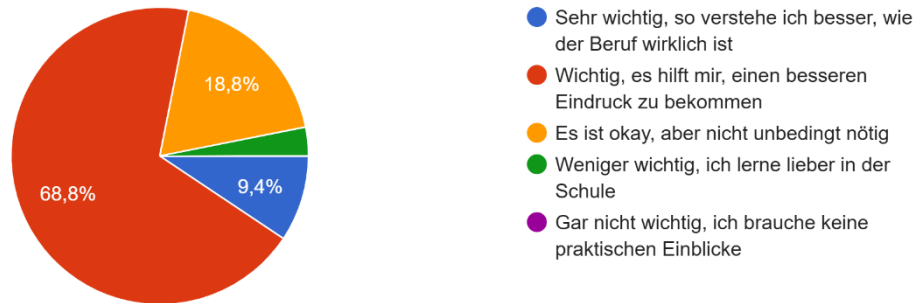 18,8%
68,8%
9,4%
Sehr wichtig, so verstehe ich besser, wie
der Beruf wirklich ist
Wichtig, es hilft mir, einen besseren
Eindruck zu bekommen
Es ist okay, aber nicht unbedingt nötig
Weniger wichtig, ich lerne lieber in der
Schule
Gar nicht wichtig, ich brauche keine
praktischen Einblicke